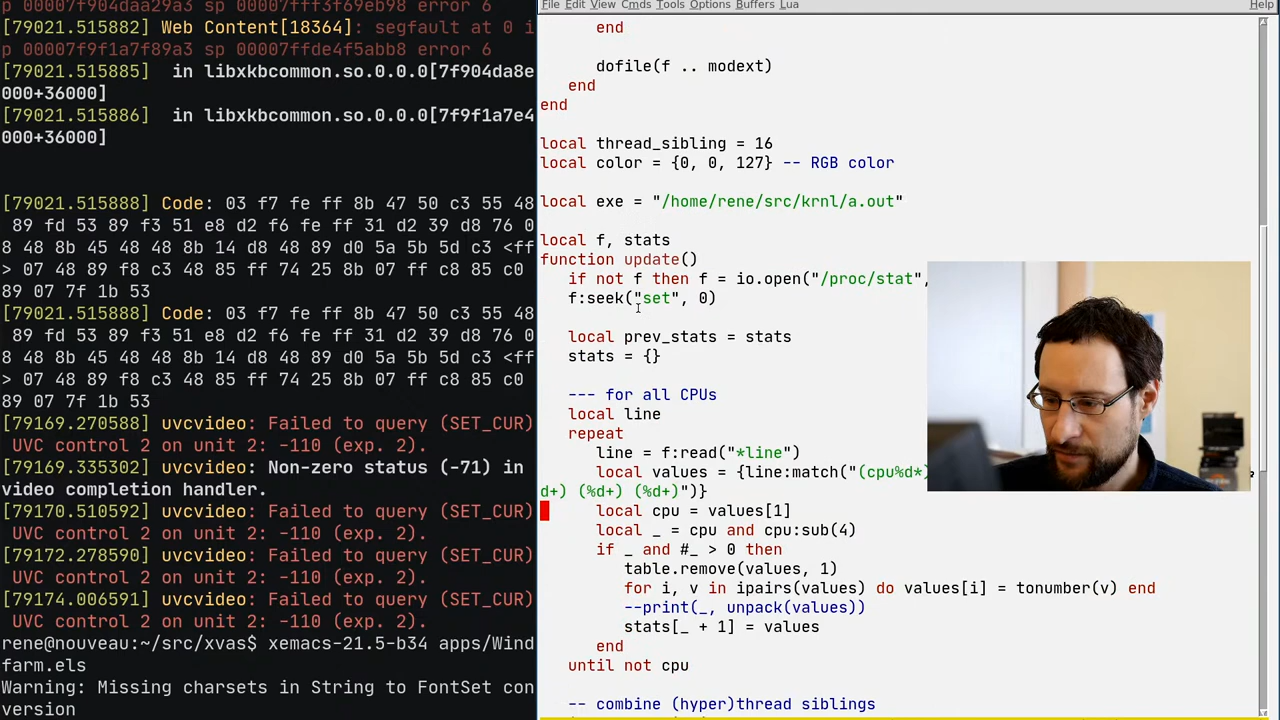 p 00007f904daa29a3 sp 00007fff3f69eb98 error 6
[79021.515882] Web Content[18364]: segfault at 0 i
p 00007f9f1a7f89a3 sp 00007ffde4f5abb8 error 6
[79021.515885]  in libxkbcommon.so.0.0.0[7f904da8e
000+36000]
[79021.515886]  in libxkbcommon.so.0.0.0[7f9f1a7e4
000+36000]
[79021.515888] Code: 03 f7 fe ff 8b 47 50 c3 55 48
 89 fd 53 f3 51 e8 d2 f6 fe ff 31 d2 39 d8 76 0
8 48 8b 45 48 48 8b 14 d8 48 89 d0 5a 5b 5d c3 <ff
> 07 48 89 f8 c3 48 85 ff 74 25 8b 07 ff c8 85 c0
 89 07 7f 1b 53
[79021.515888] Code: 03 f7 fe ff 8b 47 50 c3 55 48
 89 fd 53 f3 51 e8 d2 f6 fe ff 31 d2 39 d8 76 0
8 48 8b 45 48 48 8b 14 d8 48 89 d0 5a 5b 5d c3 <ff
> 07 48 89 f8 c3 48 85 ff 74 25 8b 07 ff c8 85 c0
 89 07 7f 1b 53
[79169.270588] uvcvideo: Failed to query (SET_CUR)
 UVC control 2 on unit 2: -110 (exp. 2).
[79169.335302] uvcvideo: Non-zero status (-71) in
video completion handler.
[79170.510592] uvcvideo: Failed to query (SET_CUR)
 UVC control 2 on unit 2: -110 (exp. 2).
[79172.278590] uvcvideo: Failed to query (SET_CUR)
 UVC control 2 on unit 2: -110 (exp. 2).
[79174.006591] uvcvideo: Failed to query (SET_CUR)
 UVC control 2 on unit 2: -110 (exp. 2).
rene@nouveau:~/src/xvas$ xemacs-21.5-b34 apps/Wind
farm.els
Warning: Missing charsets in String to FontSet con
version
File Edit View Cmds Tools Options Buffers Lua Help
end
dofile(f .. modext)
end
end
local thread_sibling = 16
local color = {0, 0, 127} -- RGB color
local exe = "/home/rene/src/krnl/a.out"
local f, stats
function update()
if not f then f = io.open("/proc/stat",
f:seek("set", 0)
local prev_stats = stats
stats = {}
--- for all CPUs
local line
repeat
line = f:read("*line")
local values = {line:match("(cpu%d*)
d+) (%d+) (%d+)")}
local cpu = values[1]
local _ = cpu and cpu:sub(4)
if _ and #_ > 0 then
table.remove(values, 1)
for i, v in ipairs(values) do values[i] = tonumber(v) end
--print(_, unpack(values))
stats[_ + 1] = values
end
until not cpu
-- combine (hyper)thread siblings